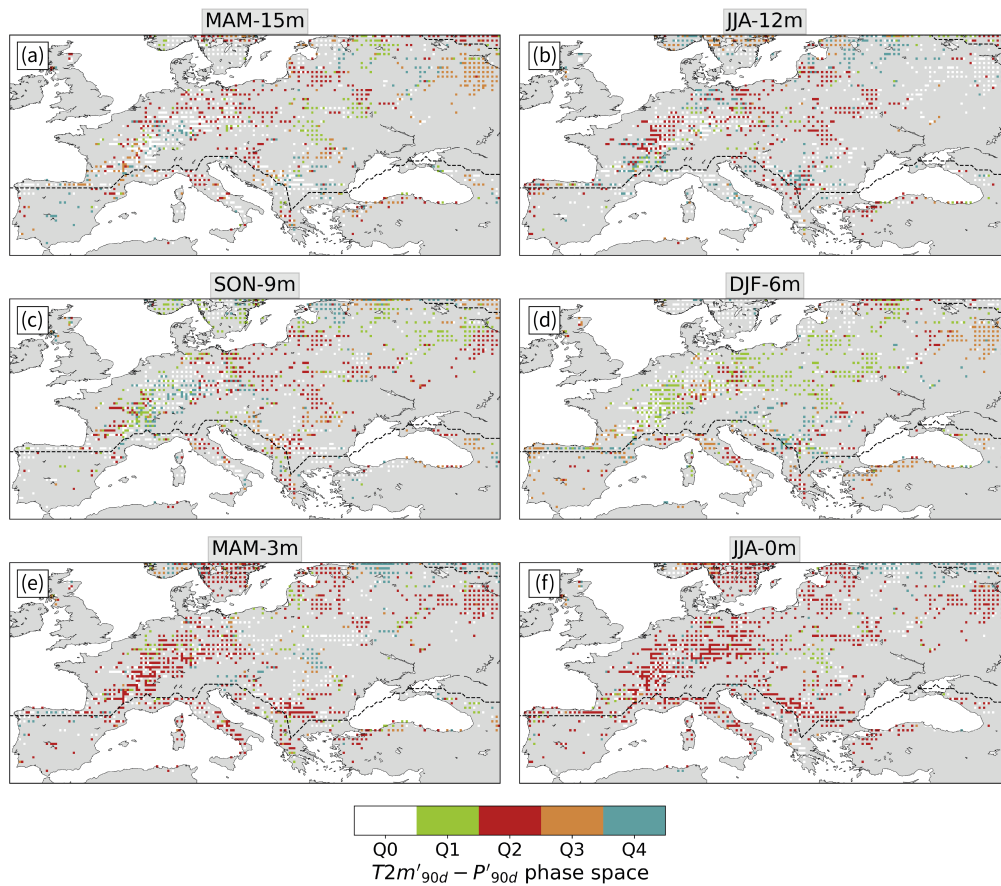 MAM-15m
JJA-12m
(a)
(b)
SON-9m
DJF-6m
(c)
(d)
MAM-3m
JJA-0m
(e)
(f)
Q0 Q1 Q2 Q3 Q4
T2m'90d − P'90d phase space